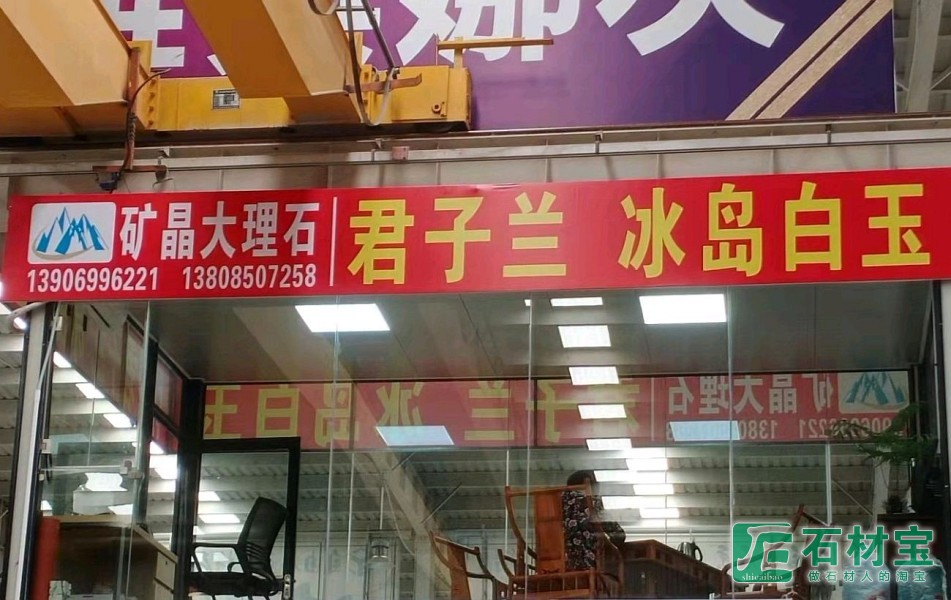 矿晶大理石
13906996221 13808507258
君子兰 冰岛白玉
石材宝
shicaibao
做石材人的淘宝